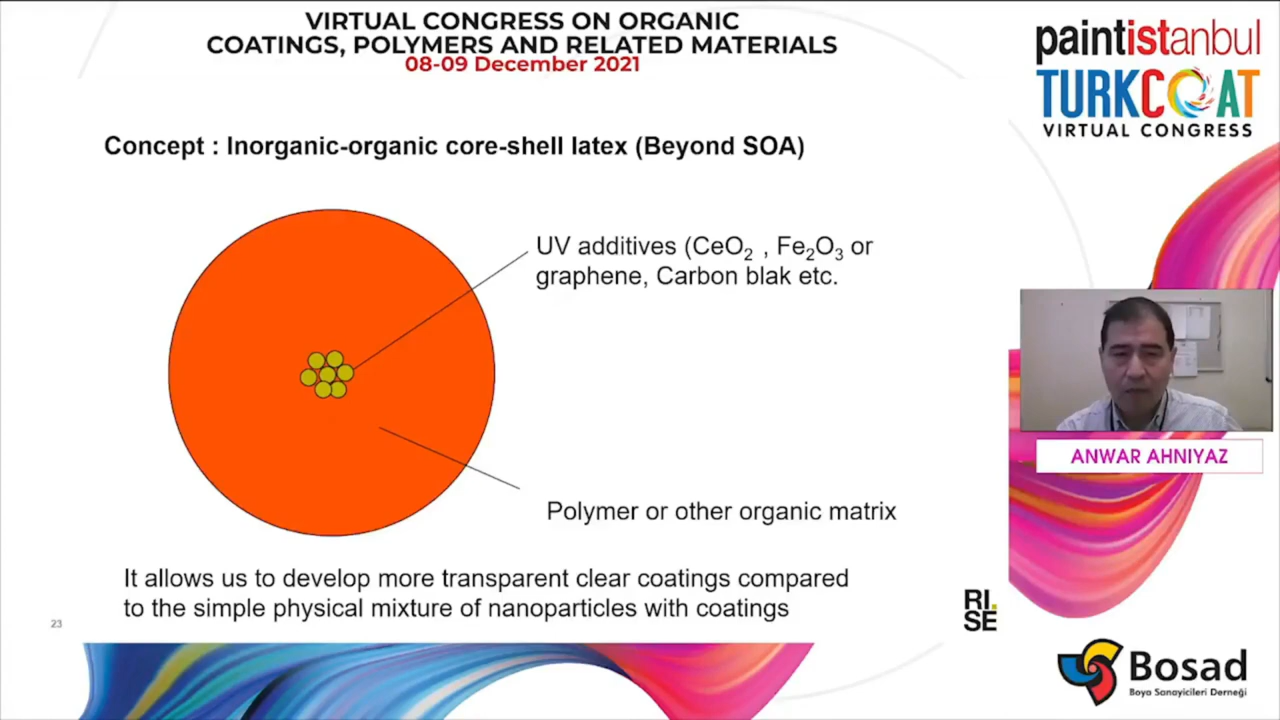 VIRTUAL CONGRESS ON ORGANIC
COATINGS, POLYMERS AND RELATED MATERIALS
08-09 December 2021
paintistanbul
TURKCOAT
VIRTUAL CONGRESS
Concept : Inorganic-organic core-shell latex (Beyond SOA)
UV additives (CeO₂ , Fe₂O₃ or
graphene, Carbon blak etc.
Polymer or other organic matrix
It allows us to develop more transparent clear coatings compared
to the simple physical mixture of nanoparticles with coatings
23
RI.
SE
ANWAR AHNIYAZ
Bosad
Boya Sanayicileri Derneği